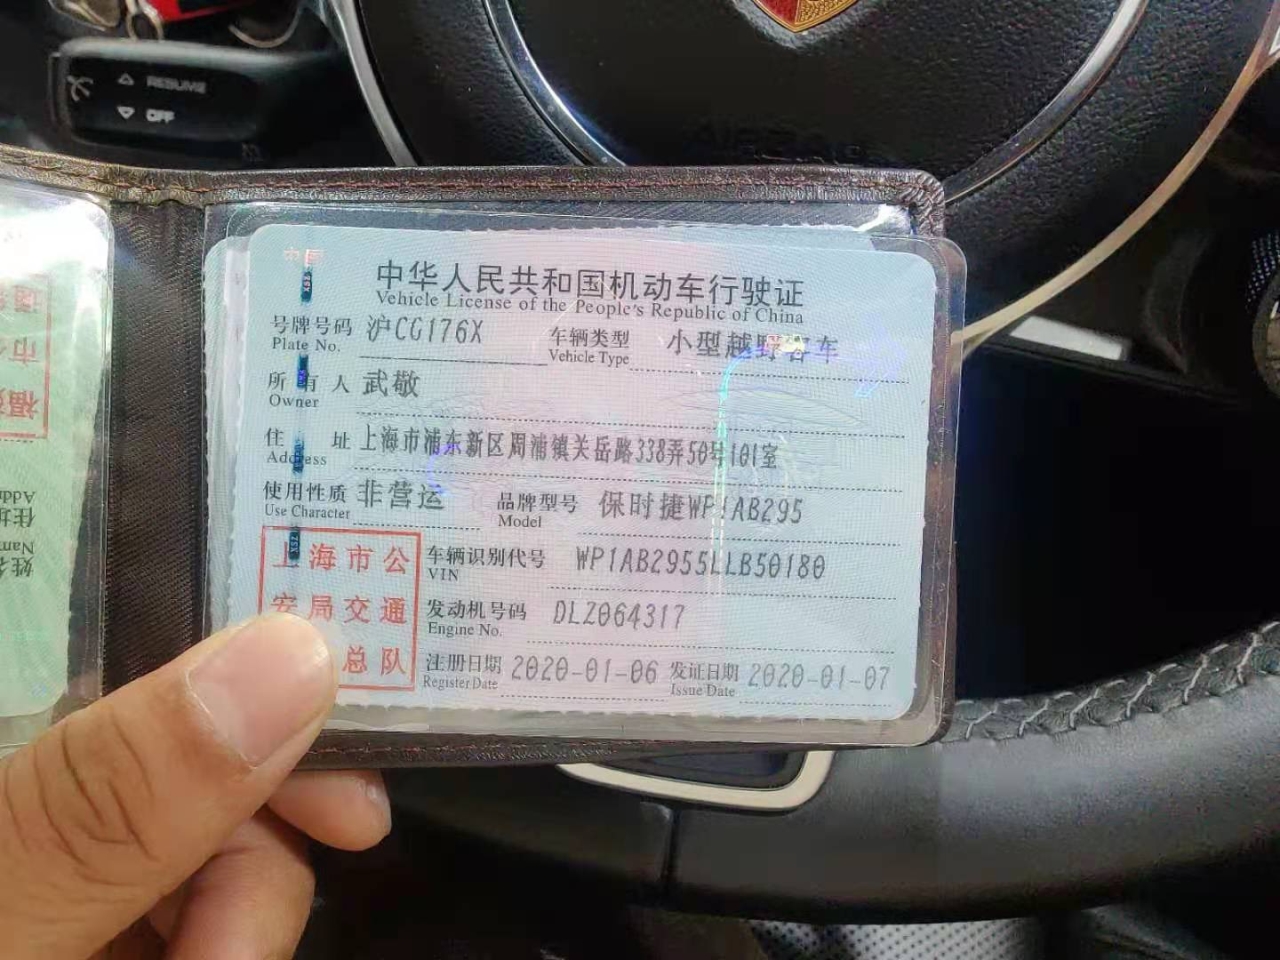 RESUME
OFF
中华人民共和国机动车行驶证
Vehicle License of the People's Republic of China
号牌号码 沪CG176X 车辆类型 小型越野客车
Plate No. Vehicle Type
所有人 武敬
Owner
住址 上海市浦东新区周浦镇关岳路338弄50号101室
Address
使用性质 非营运 品牌型号 保时捷WP1AB295
Use Character Model
上海市公
安局交通
总队
车辆识别代号 WP1AB2955LLB50180
VIN
发动机号码 DLZ064317
Engine No.
注册日期 2020-01-06 发证日期 2020-01-07
Register Date Issue Date